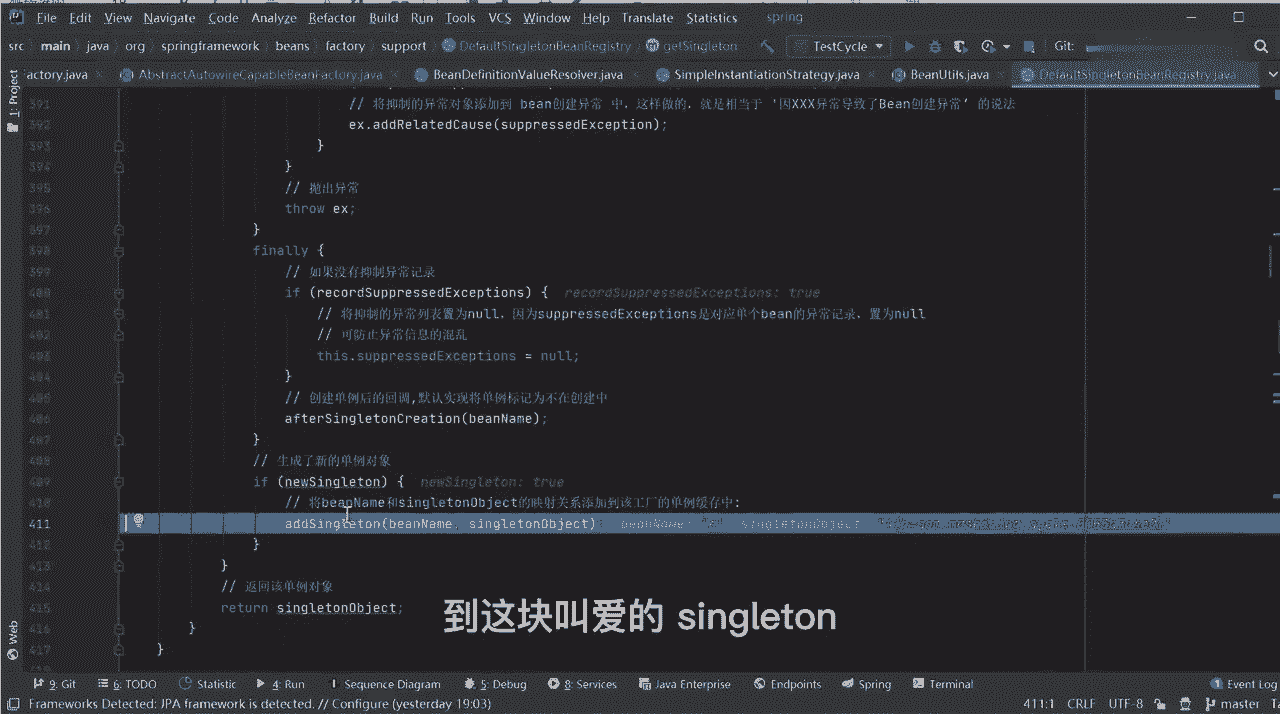 File Edit View Navigate Code Analyze Refactor Build Run Tools VCS Window Help Translate Statistics spring
src main java org springframework beans factory support DefaultSingletonBeanRegistry getSingleton TestCycle Git:
actory.java AbstractAutowireCapableBeanFactory.java BeanDefinitionValueResolver.java SimpleInstantiationStrategy.java BeanUtils.java DefaultSingletonBeanRegistry.java
1: Project
391 // 将抑制的异常对象添加到 bean创建异常 中，这样做的，就是相当于 '因XXX异常导致了Bean创建异常' 的说法
392 ex.addRelatedCause(suppressedException);
393 }
394 }
395 // 抛出异常
396 throw ex;
397 }
398 finally {
399 // 如果没有抑制异常记录
400 if (recordSuppressedExceptions) { recordSuppressedExceptions: true
401 // 将抑制的异常列表置为null，因为suppressedExceptions是对应单个bean的异常记录，置为null
402 // 可防止异常信息的混乱
403 this.suppressedExceptions = null;
404 }
405 // 创建单例后的回调,默认实现将单例标记为不在创建中
406 afterSingletonCreation(beanName);
407 }
408 // 生成了新的单例对象
409 if (newSingleton) { newSingleton: true
410 // 将beanName和singletonObject的映射关系添加到该工厂的单例缓存中:
411 addSingleton(beanName, singletonObject); beanName: singletonObject:
412 }
413 }
414 // 返回该单例对象
415 return singletonObject;
416 }
417 }
到这块叫爱的 singleton
Web
9: Git 6: TODO Statistic 4: Run Sequence Diagram 5: Debug 8: Services Java Enterprise Endpoints Spring Terminal 1 Event Log
Frameworks Detected: JPA framework is detected. // Configure (yesterday 19:03) 411:1 CRLF UTF-8 master